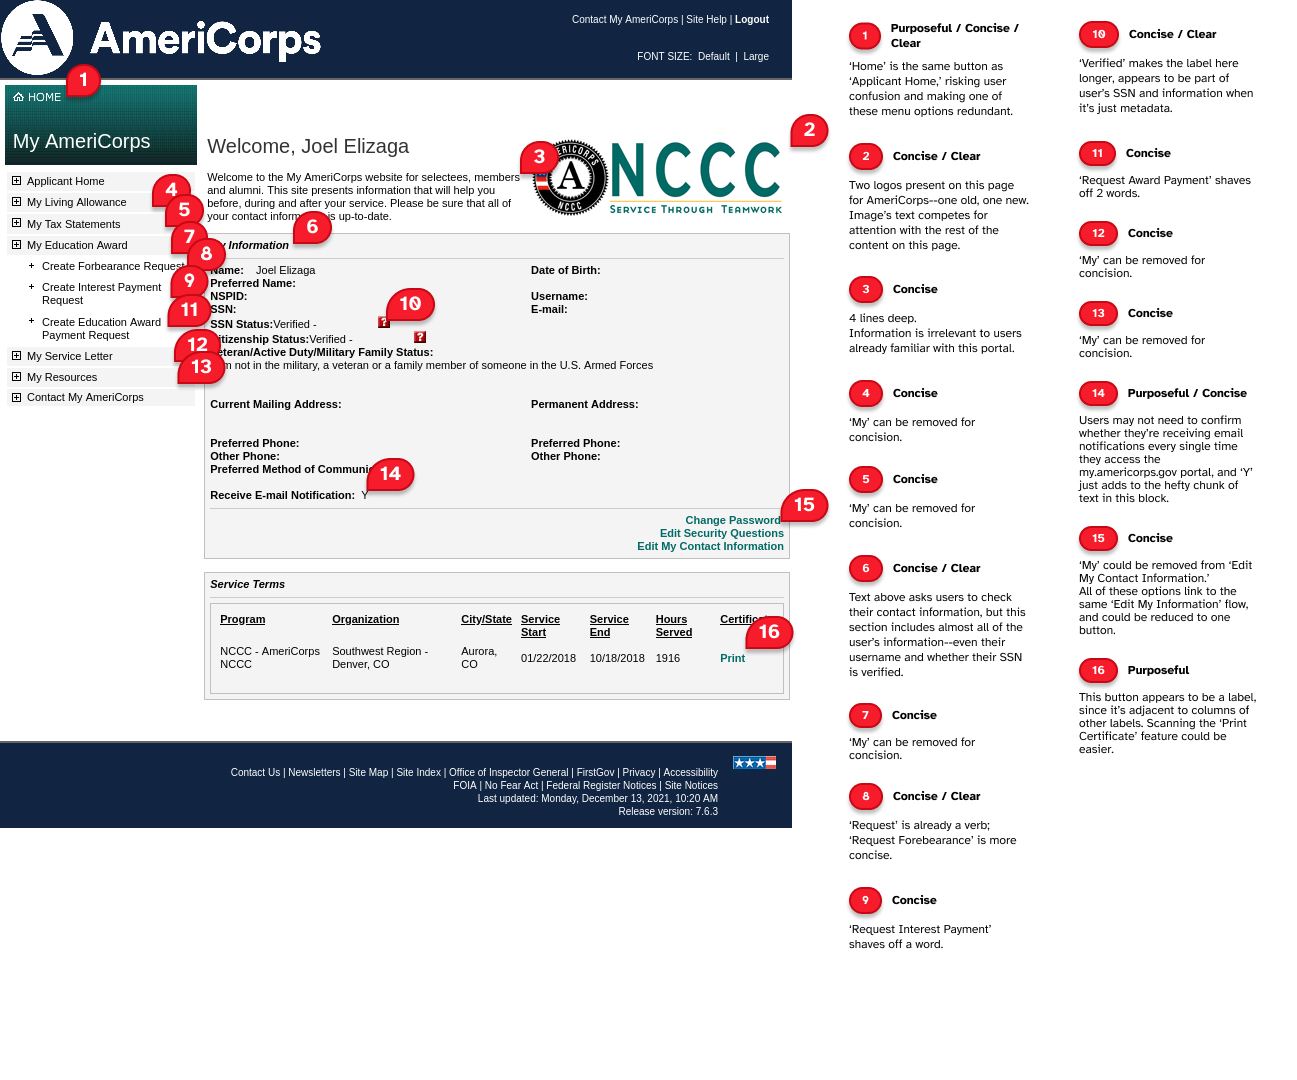 AmeriCorps
Contact My AmeriCorps | Site Help | Logout
FONT SIZE: Default | Large
1
HOME
My AmeriCorps
Applicant Home
My Living Allowance
My Tax Statements
My Education Award
Create Forbearance Request
Create Interest Payment
Request
Create Education Award
Payment Request
My Service Letter
My Resources
Contact My AmeriCorps
4
5
7
8
9
11
12
13
Welcome, Joel Elizaga
Welcome to the My AmeriCorps website for selectees, members
and alumni. This site presents information that will help you
before, during and after your service. Please be sure that all of
your contact is up-to-date.
2
3
AMERICORPS
A
NCCC
NCCC
SERVICE THROUGH TEAMWORK
6
Information
Name: Joel Elizaga
Date of Birth:
Preferred Name:
NSPID:
Username:
SSN:
E-mail:
10
SSN Status:Verified - ?
Citizenship Status:Verified - ?
Veteran/Active Duty/Military Family Status:
not in the military, a veteran or a family member of someone in the U.S. Armed Forces
Current Mailing Address:
Permanent Address:
Preferred Phone:
Preferred Phone:
Other Phone:
Other Phone:
Preferred Method of
14
Receive E-mail Notification: Y
15
Change Password
Edit Security Questions
Edit My Contact Information
Service Terms
Program Organization City/State Service Start Service End Hours Served
16
NCCC - AmeriCorps NCCC Southwest Region - Denver, CO Aurora, CO 01/22/2018 10/18/2018 1916 Print
Contact Us | Newsletters | Site Map | Site Index | Office of Inspector General | FirstGov | Privacy | Accessibility
FOIA | No Fear Act | Federal Register Notices | Site Notices
Last updated: Monday, December 13, 2021, 10:20 AM
Release version: 7.6.3
1 Purposeful / Concise /
Clear
‘Home’ is the same button as
‘Applicant Home,’ risking user
confusion and making one of
these menu options redundant.
2 Concise / Clear
Two logos present on this page
for AmeriCorps--one old, one new.
Image’s text competes for
attention with the rest of the
content on this page.
3 Concise
4 lines deep.
Information is irrelevant to users
already familiar with this portal.
4 Concise
‘My’ can be removed for
concision.
5 Concise
‘My’ can be removed for
concision.
6 Concise / Clear
Text above asks users to check
their contact information, but this
section includes almost all of the
user’s information--even their
username and whether their SSN
is verified.
7 Concise
‘My’ can be removed for
concision.
8 Concise / Clear
‘Request’ is already a verb;
‘Request Forebearance’ is more
concise.
9 Concise
‘Request Interest Payment’
shaves off a word.
10 Concise / Clear
‘Verified’ makes the label here
longer, appears to be part of
user’s SSN and information when
it’s just metadata.
11 Concise
‘Request Award Payment’ shaves
off 2 words.
12 Concise
‘My’ can be removed for
concision.
13 Concise
‘My’ can be removed for
concision.
14 Purposeful / Concise
Users may not need to confirm
whether they’re receiving email
notifications every single time
they access the
my.americorps.gov portal, and ‘Y’
just adds to the hefty chunk of
text in this block.
15 Concise
‘My’ could be removed from ‘Edit
My Contact Information.’
All of these options link to the
same ‘Edit My Information’ flow,
and could be reduced to one
button.
16 Purposeful
This button appears to be a label,
since it’s adjacent to columns of
other labels. Scanning the ‘Print
Certificate’ feature could be
easier.